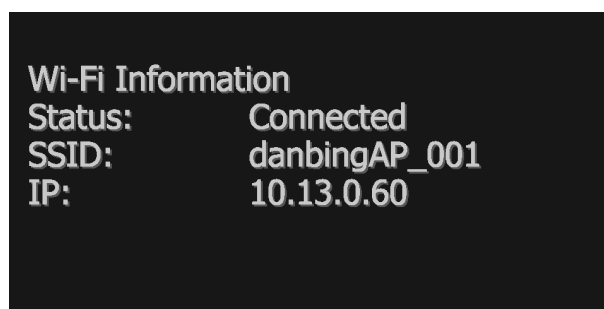 Wi-Fi Information
Status: Connected
SSID: danbingAP_001
IP: 10.13.0.60